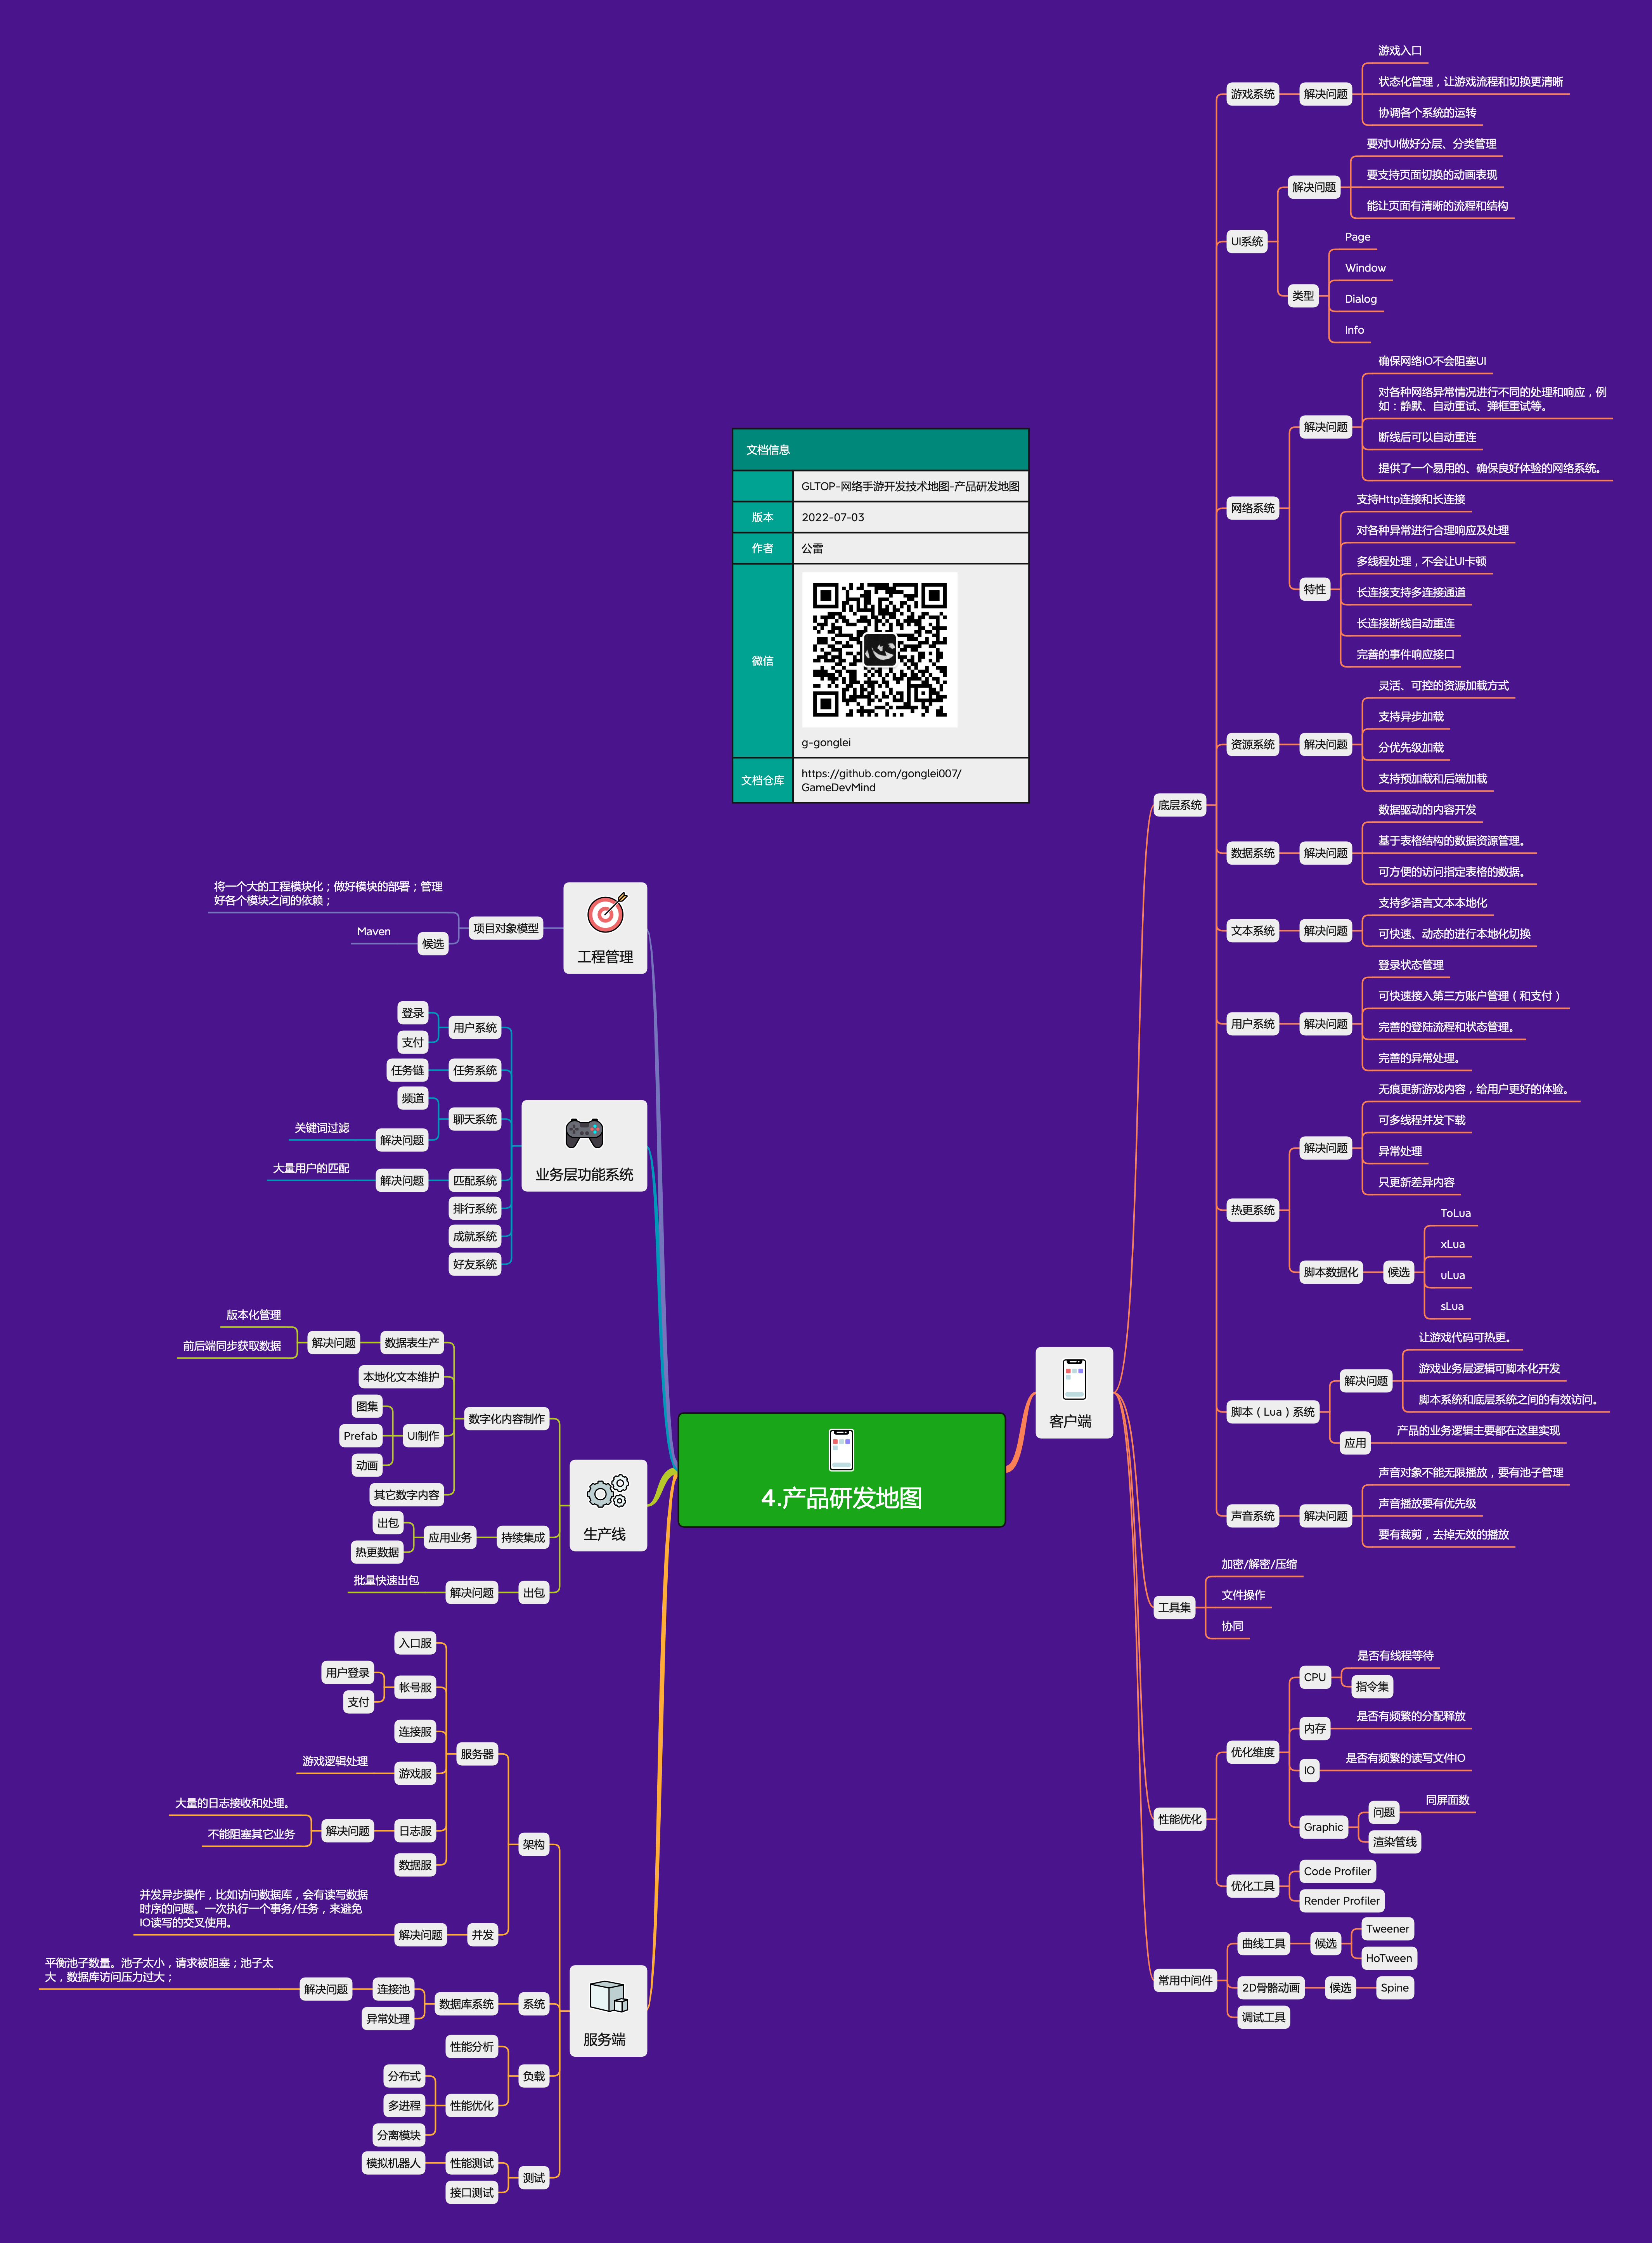 文档信息
GLTOP-网络手游开发技术地图-产品研发地图
版本
2022-07-03
作者
公雷
微信
g-gonglei
文档仓库
https://github.com/gonglei007/
GameDevMind
4.产品研发地图
客户端
底层系统
游戏系统
解决问题
游戏入口
状态化管理，让游戏流程和切换更清晰
协调各个系统的运转
UI系统
解决问题
要对UI做好分层、分类管理
要支持页面切换的动画表现
能让页面有清晰的流程和结构
类型
Page
Window
Dialog
Info
网络系统
解决问题
确保网络IO不会阻塞UI
对各种网络异常情况进行不同的处理和响应，例
如：静默、自动重试、弹框重试等。
断线后可以自动重连
提供了一个易用的、确保良好体验的网络系统。
特性
支持Http连接和长连接
对各种异常进行合理响应及处理
多线程处理，不会让UI卡顿
长连接支持多连接通道
长连接断线自动重连
完善的事件响应接口
资源系统
解决问题
灵活、可控的资源加载方式
支持异步加载
分优先级加载
支持预加载和后端加载
数据系统
解决问题
数据驱动的内容开发
基于表格结构的数据资源管理。
可方便的访问指定表格的数据。
文本系统
解决问题
支持多语言文本本地化
可快速、动态的进行本地化切换
用户系统
解决问题
登录状态管理
可快速接入第三方账户管理（和支付）
完善的登陆流程和状态管理。
完善的异常处理。
热更系统
解决问题
无痕更新游戏内容，给用户更好的体验。
可多线程并发下载
异常处理
只更新差异内容
脚本数据化
候选
ToLua
xLua
uLua
sLua
脚本（Lua）系统
解决问题
让游戏代码可热更。
游戏业务层逻辑可脚本化开发
脚本系统和底层系统之间的有效访问。
应用
产品的业务逻辑主要都在这里实现
声音系统
解决问题
声音对象不能无限播放，要有池子管理
声音播放要有优先级
要有裁剪，去掉无效的播放
工具集
加密/解密/压缩
文件操作
协同
性能优化
优化维度
CPU
是否有线程等待
指令集
内存
是否有频繁的分配释放
IO
是否有频繁的读写文件IO
Graphic
问题
同屏面数
渲染管线
优化工具
Code Profiler
Render Profiler
常用中间件
曲线工具
候选
Tweener
HoTween
2D骨骼动画
候选
Spine
调试工具
工程管理
项目对象模型
将一个大的工程模块化；做好模块的部署；管理
好各个模块之间的依赖；
候选
Maven
业务层功能系统
用户系统
登录
支付
任务系统
任务链
聊天系统
频道
解决问题
关键词过滤
匹配系统
解决问题
大量用户的匹配
排行系统
成就系统
好友系统
生产线
数字化内容制作
数据表生产
解决问题
版本化管理
前后端同步获取数据
本地化文本维护
UI制作
图集
Prefab
动画
其它数字内容
持续集成
应用业务
出包
热更数据
出包
解决问题
批量快速出包
服务端
架构
服务器
入口服
帐号服
用户登录
支付
连接服
游戏服
游戏逻辑处理
日志服
解决问题
大量的日志接收和处理。
不能阻塞其它业务
数据服
并发
解决问题
并发异步操作，比如访问数据库，会有读写数据
时序的问题。一次执行一个事务/任务，来避免
IO读写的交叉使用。
系统
数据库系统
连接池
解决问题
平衡池子数量。池子太小，请求被阻塞；池子太
大，数据库访问压力过大；
异常处理
负载
性能分析
性能优化
分布式
多进程
分离模块
测试
性能测试
模拟机器人
接口测试